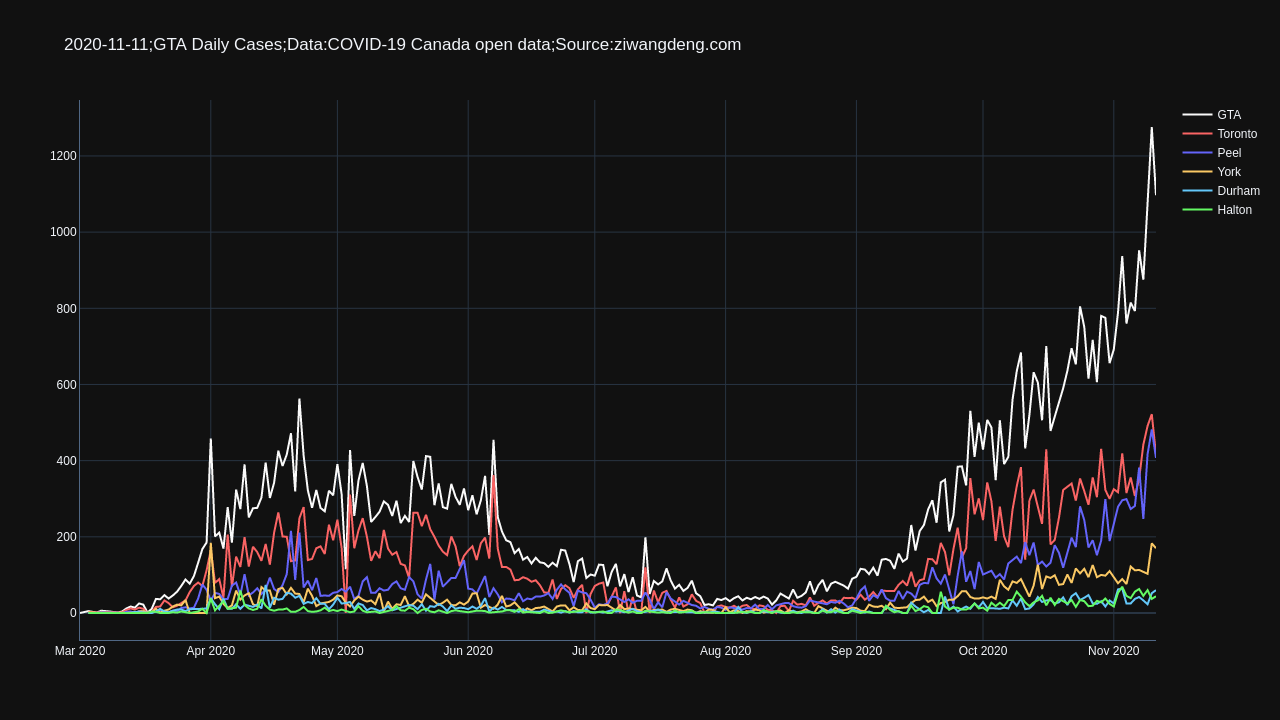 2020-11-11;GTA Daily Cases;Data:COVID-19 Canada open data;Source:ziwangdeng.com
GTA
Toronto
Peel
York
Durham
Halton
1200
1000
800
600
400
200
0
Mar 2020 Apr 2020 May 2020 Jun 2020 Jul 2020 Aug 2020 Sep 2020 Oct 2020 Nov 2020